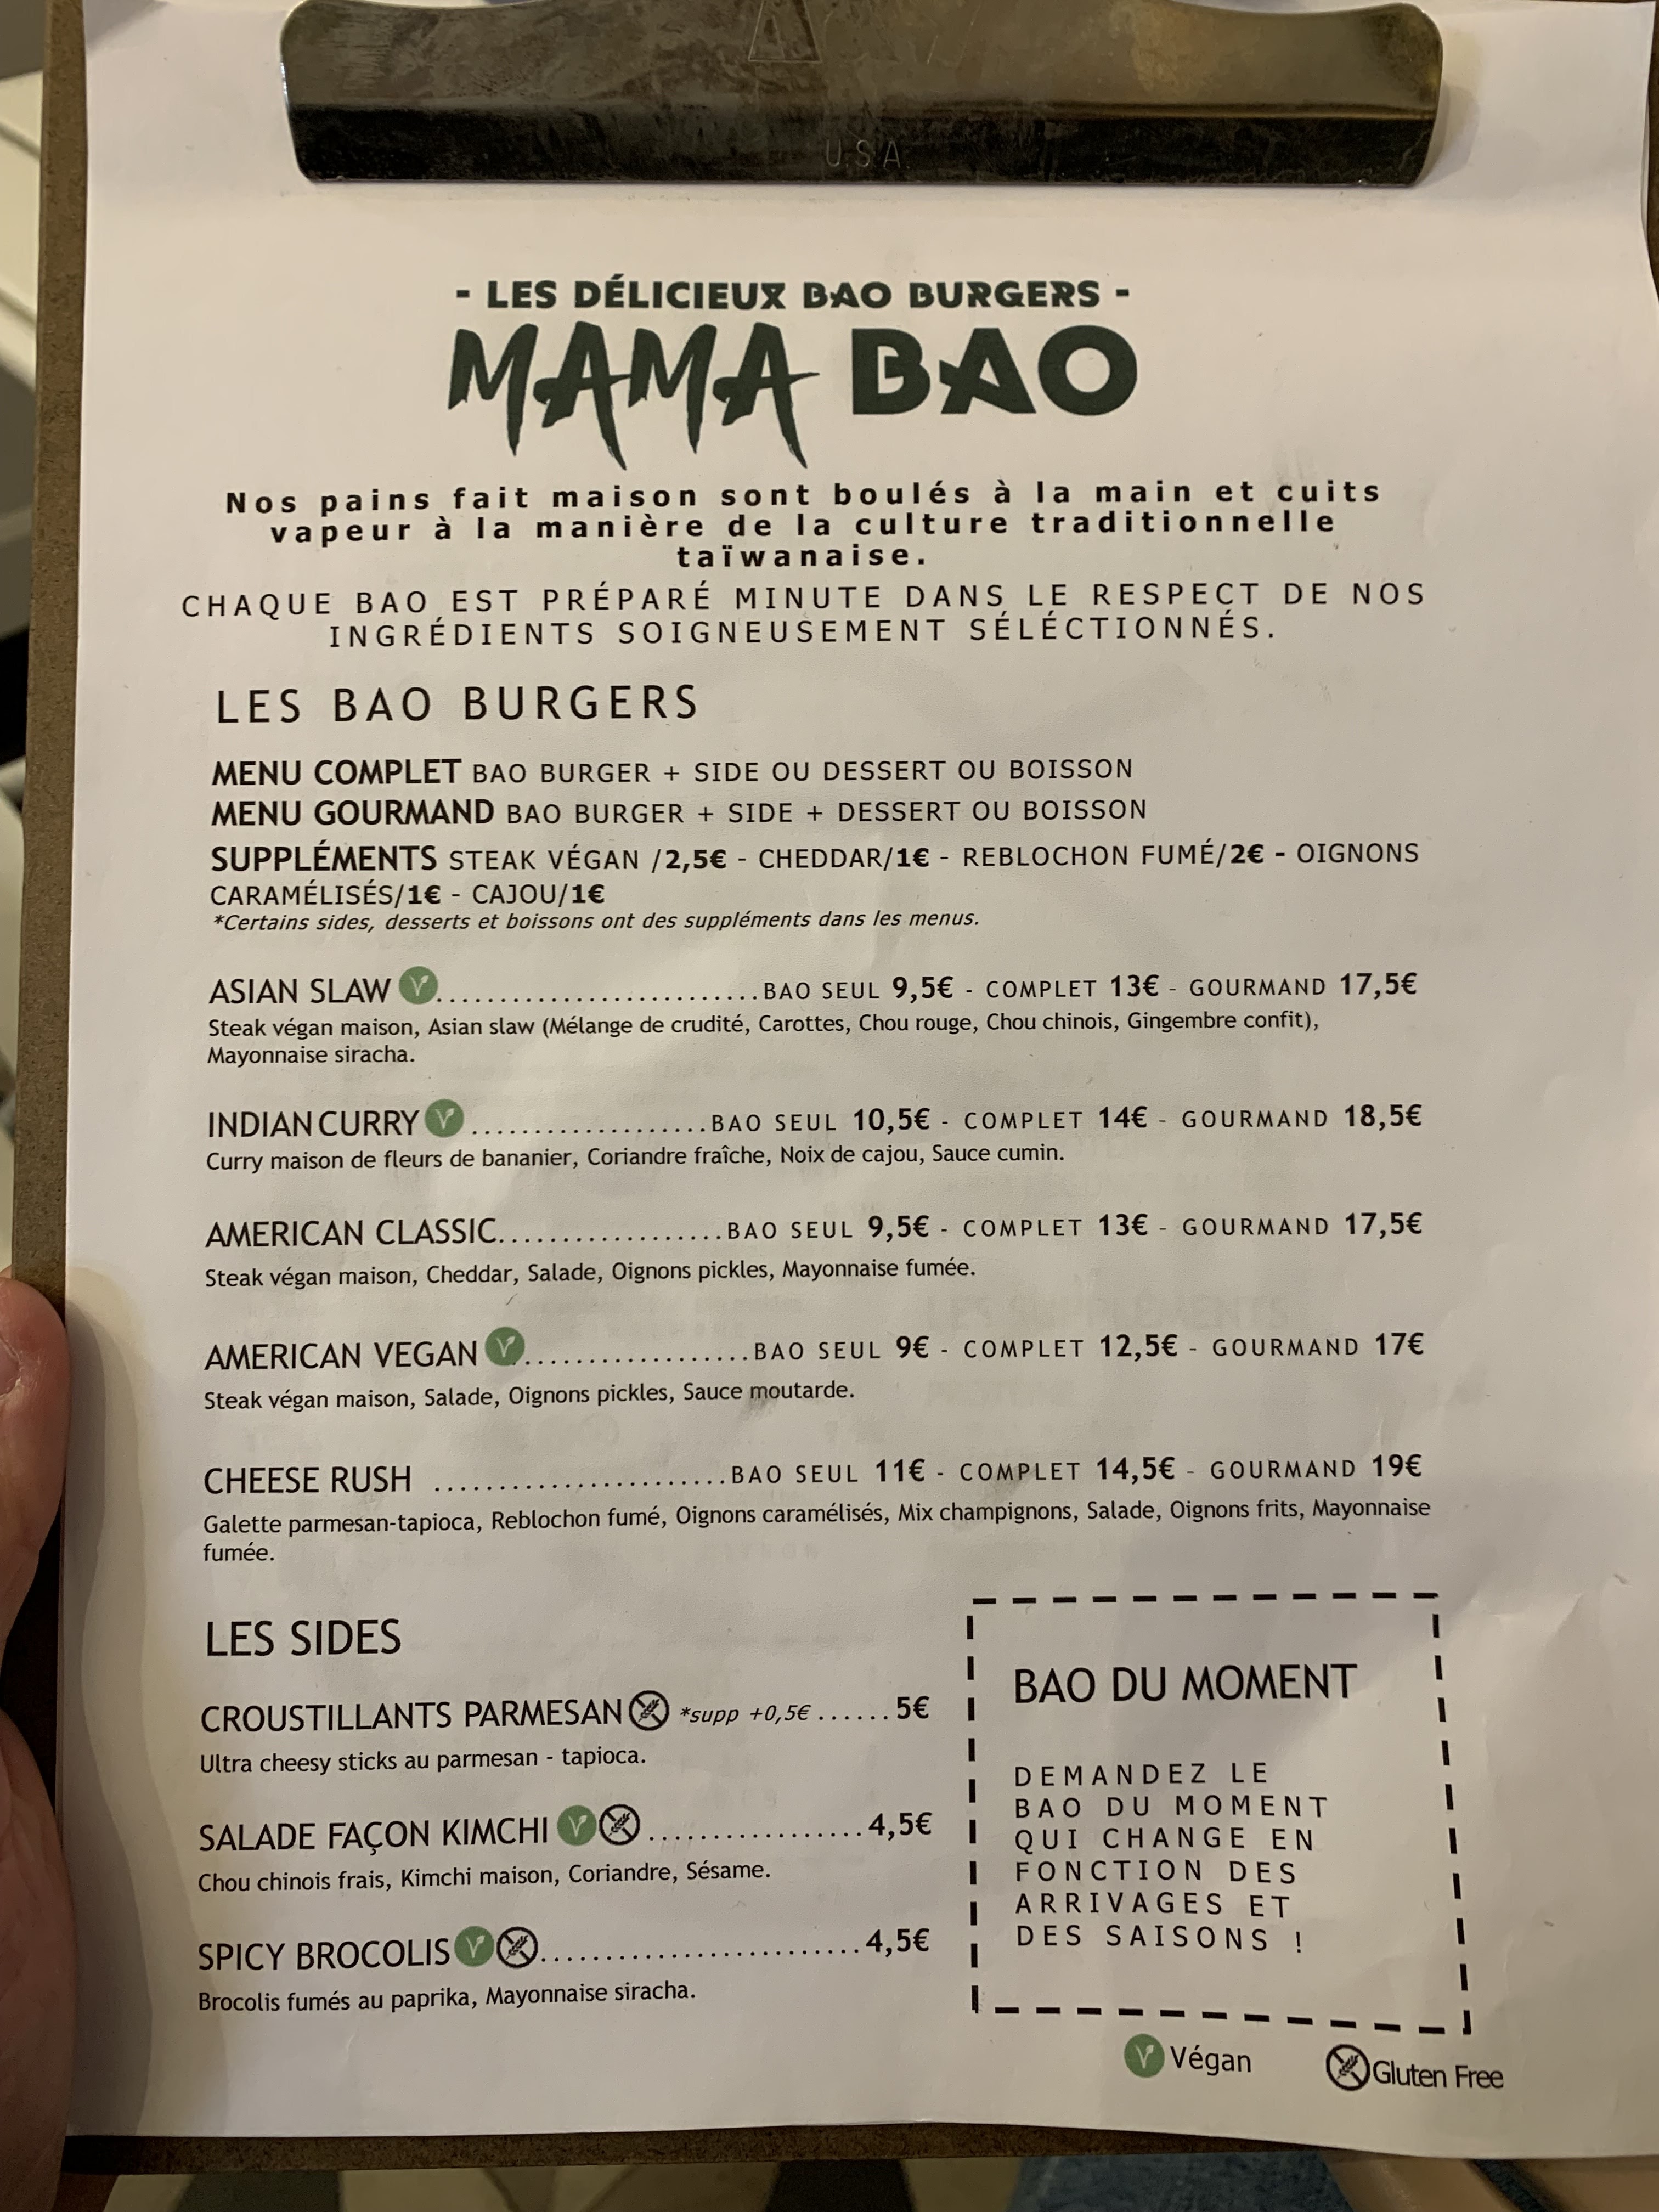 U.S.A.
- LES DÉLICIEUX BAO BURGERS -
MAMA BAO
Nos pains fait maison sont boulés à la main et cuits
vapeur à la manière de la culture traditionnelle
taïwanaise.
CHAQUE BAO EST PRÉPARÉ MINUTE DANS LE RESPECT DE NOS
INGRÉDIENTS SOIGNEUSEMENT SÉLÉCTIONNÉS.
LES BAO BURGERS
MENU COMPLET BAO BURGER + SIDE OU DESSERT OU BOISSON
MENU GOURMAND BAO BURGER + SIDE + DESSERT OU BOISSON
SUPPLÉMENTS STEAK VÉGAN /2,5€ - CHEDDAR/1€ - REBLOCHON FUMÉ/2€ - OIGNONS
CARAMÉLISÉS/1€ - CAJOU/1€
*Certains sides, desserts et boissons ont des suppléments dans les menus.
ASIAN SLAW V..........................BAO SEUL 9,5€ - COMPLET 13€ - GOURMAND 17,5€
Steak végan maison, Asian slaw (Mélange de crudité, Carottes, Chou rouge, Chou chinois, Gingembre confit),
Mayonnaise siracha.
INDIAN CURRY V ...................BAO SEUL 10,5€ - COMPLET 14€ - GOURMAND 18,5€
Curry maison de fleurs de bananier, Coriandre fraîche, Noix de cajou, Sauce cumin.
AMERICAN CLASSIC..................BAO SEUL 9,5€ - COMPLET 13€ - GOURMAND 17,5€
Steak végan maison, Cheddar, Salade, Oignons pickles, Mayonnaise fumée.
AMERICAN VEGAN V..................BAO SEUL 9€ - COMPLET 12,5€ - GOURMAND 17€
Steak végan maison, Salade, Oignons pickles, Sauce moutarde.
CHEESE RUSH .......................BAO SEUL 11€ - COMPLET 14,5€ - GOURMAND 19€
Galette parmesan-tapioca, Reblochon fumé, Oignons caramélisés, Mix champignons, Salade, Oignons frits, Mayonnaise
fumée.
LES SIDES
CROUSTILLANTS PARMESAN *supp +0,5€ ......5€
Ultra cheesy sticks au parmesan - tapioca.
SALADE FAÇON KIMCHI V .................4,5€
Chou chinois frais, Kimchi maison, Coriandre, Sésame.
SPICY BROCOLIS V.........................4,5€
Brocolis fumés au paprika, Mayonnaise siracha.
BAO DU MOMENT
DEMANDEZ LE
BAO DU MOMENT
QUI CHANGE EN
FONCTION DES
ARRIVAGES ET
DES SAISONS !
V Végan
Gluten Free